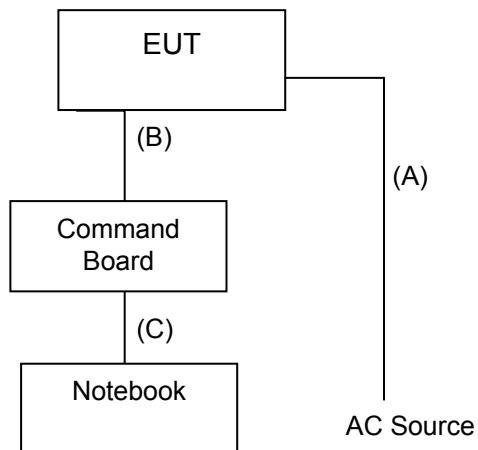 EUT
(B)
(A)
Command
Board
(C)
Notebook
AC Source